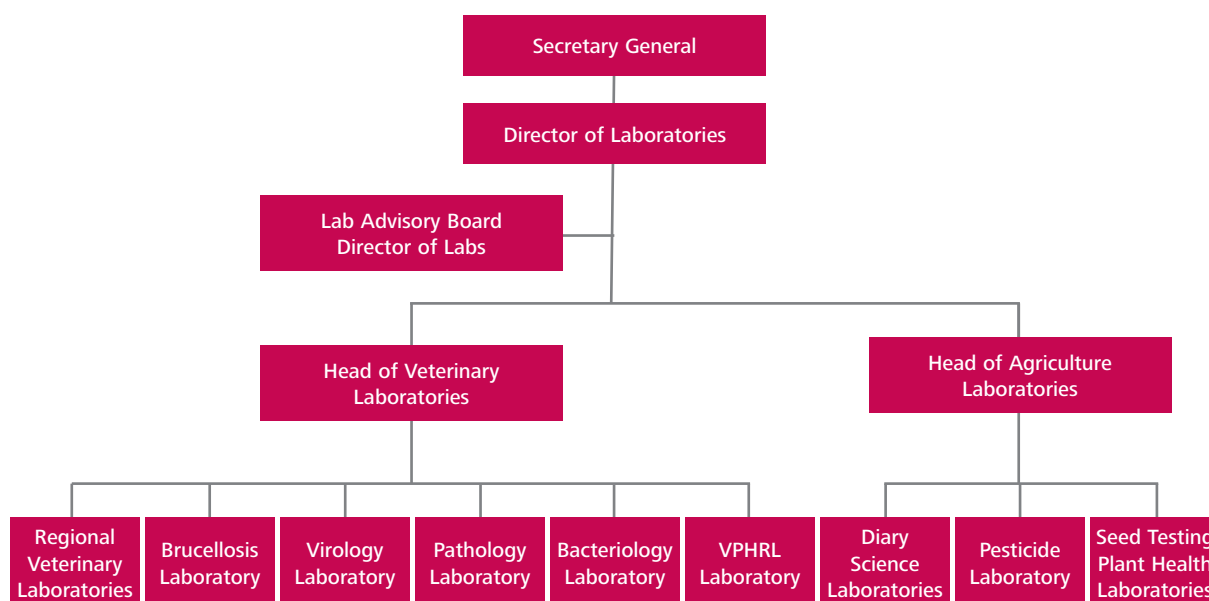 Secretary General
Director of Laboratories
Lab Advisory Board
Director of Labs
Head of Veterinary
Laboratories
Head of Agriculture
Laboratories
Regional
Veterinary
Laboratories
Brucellosis
Laboratory
Virology
Laboratory
Pathology
Laboratory
Bacteriology
Laboratory
VPHRL
Laboratory
Diary
Science
Laboratories
Pesticide
Laboratory
Seed Testing
Plant Health
Laboratories